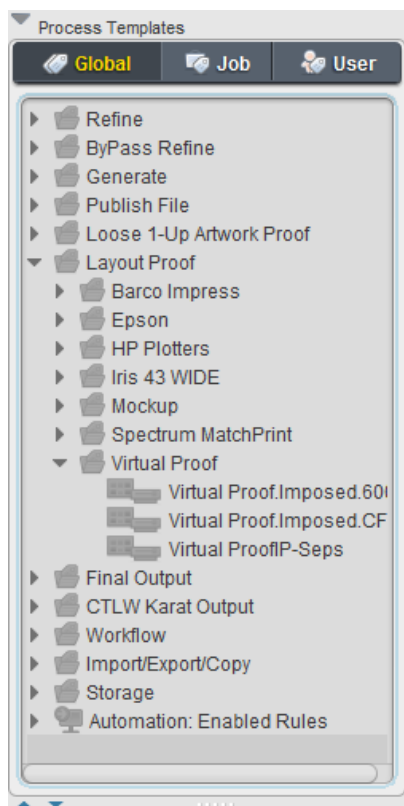 Process Templates
Global Job User
Refine
ByPass Refine
Generate
Publish File
Loose 1-Up Artwork Proof
Layout Proof
Barco Impress
Epson
HP Plotters
Iris 43 WIDE
Mockup
Spectrum MatchPrint
Virtual Proof
Virtual Proof.Imposed.60
Virtual Proof.Imposed.CF
Virtual ProofIP-Seps
Final Output
CTLW Karat Output
Workflow
Import/Export/Copy
Storage
Automation: Enabled Rules